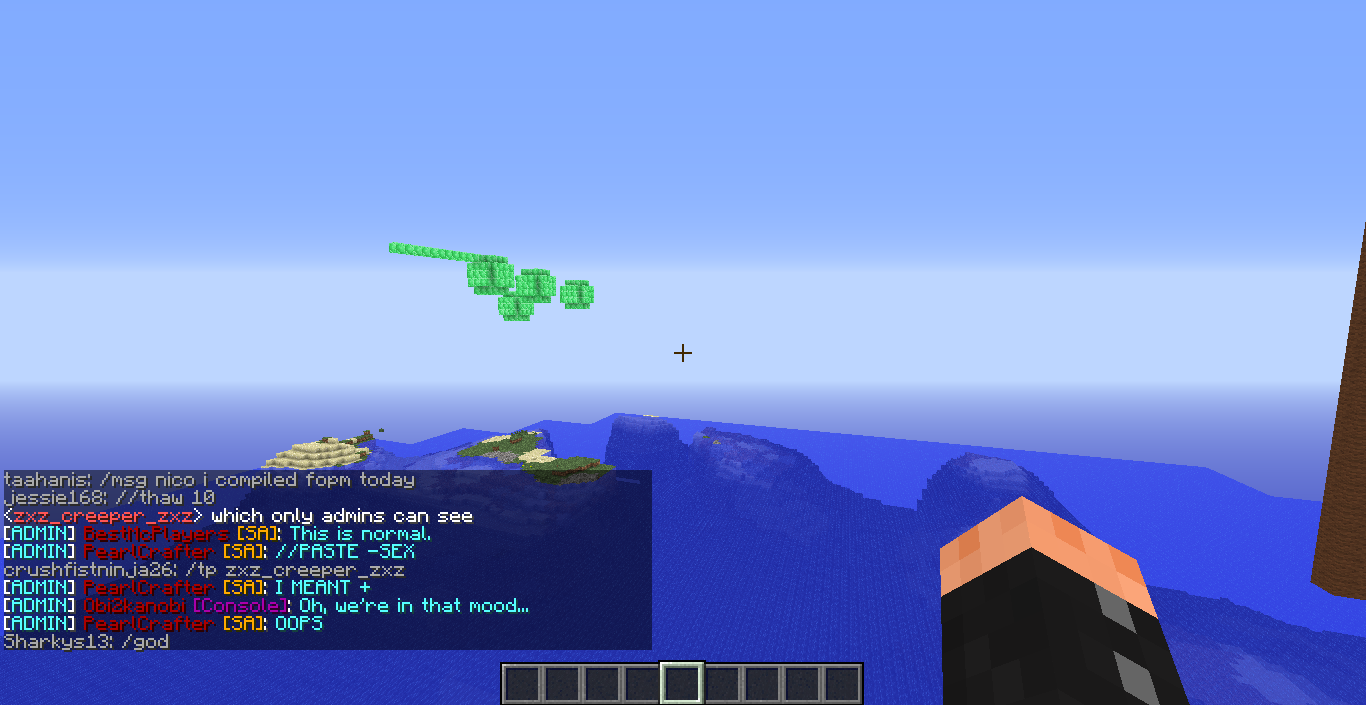 taahanis: /msg nico i compiled fopm today
jessie168: //thaw 10
<zxz_creeper_zxz> which only admins can see
[ADMIN] BestMcPlayers [SA]: This is normal.
[ADMIN] PearlCrafter [SA]: //PASTE -SEX
crushfistninja26: /tp zxz_creeper_zxz
[ADMIN] PearlCrafter [SA]: I MEANT +
[ADMIN] Obi2kanobi [Console]: Oh, we're in that mood...
[ADMIN] PearlCrafter [SA]: OOPS
Sharkys13: /god